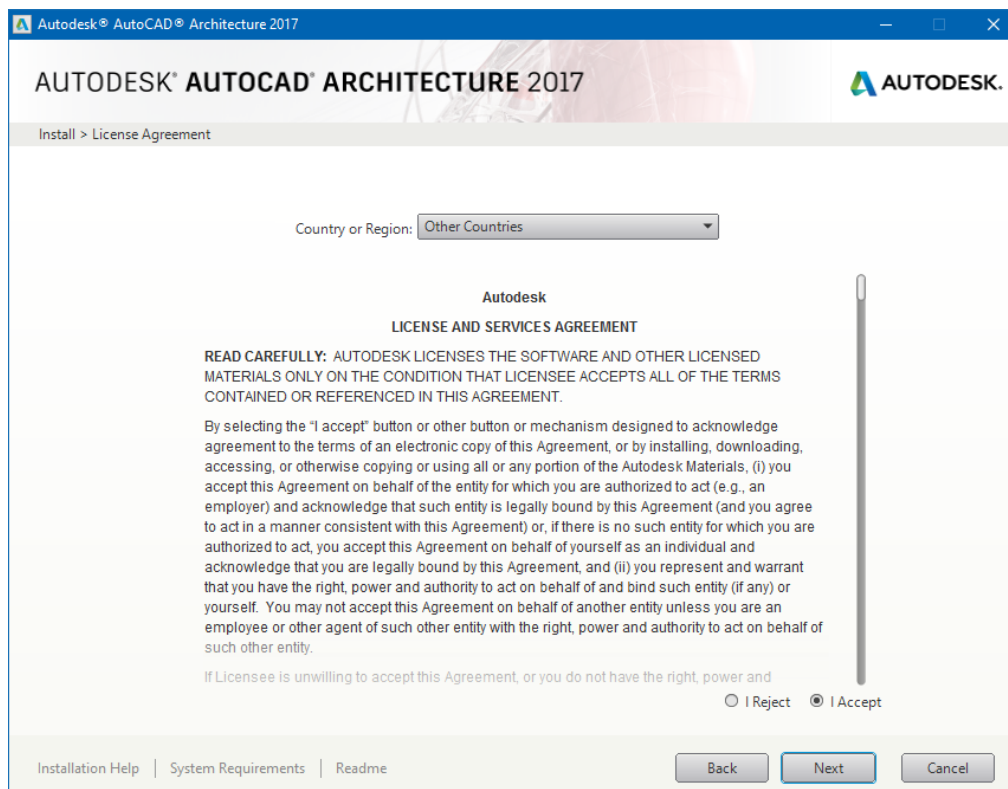 Autodesk® AutoCAD® Architecture 2017
AUTODESK® AUTOCAD® ARCHITECTURE 2017
AUTODESK.
Install > License Agreement
Country or Region: Other Countries
Autodesk
LICENSE AND SERVICES AGREEMENT
READ CAREFULLY: AUTODESK LICENSES THE SOFTWARE AND OTHER LICENSED
MATERIALS ONLY ON THE CONDITION THAT LICENSEE ACCEPTS ALL OF THE TERMS
CONTAINED OR REFERENCED IN THIS AGREEMENT.
By selecting the “I accept” button or other button or mechanism designed to acknowledge
agreement to the terms of an electronic copy of this Agreement, or by installing, downloading,
accessing, or otherwise copying or using all or any portion of the Autodesk Materials, (i) you
accept this Agreement on behalf of the entity for which you are authorized to act (e.g., an
employer) and acknowledge that such entity is legally bound by this Agreement (and you agree
to act in a manner consistent with this Agreement) or, if there is no such entity for which you are
authorized to act, you accept this Agreement on behalf of yourself as an individual and
acknowledge that you are legally bound by this Agreement, and (ii) you represent and warrant
that you have the right, power and authority to act on behalf of and bind such entity (if any) or
yourself. You may not accept this Agreement on behalf of another entity unless you are an
employee or other agent of such other entity with the right, power and authority to act on behalf of
such other entity.
If Licensee is unwilling to accept this Agreement, or you do not have the right, power and
I Reject I Accept
Installation Help | System Requirements | Readme
Back Next Cancel